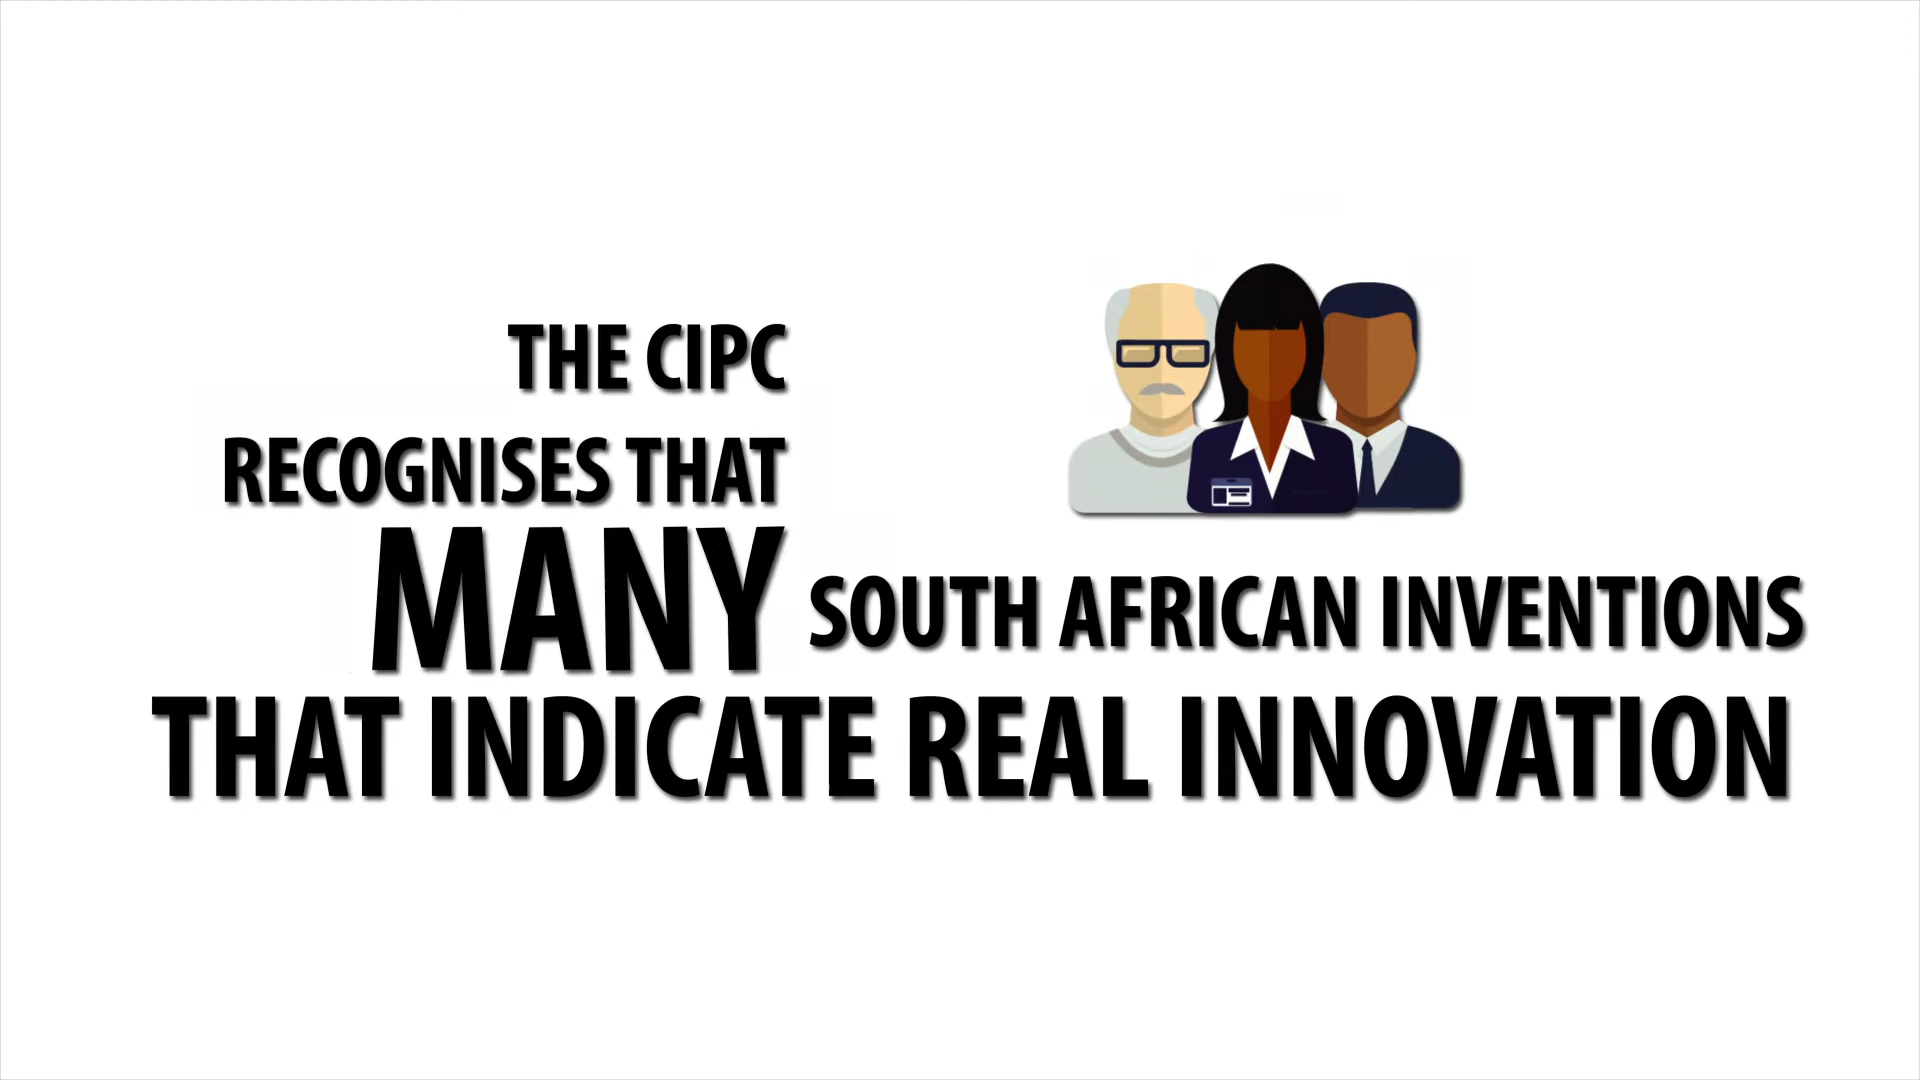 THE CIPC
RECOGNISES THAT
MANY SOUTH AFRICAN INVENTIONS
THAT INDICATE REAL INNOVATION